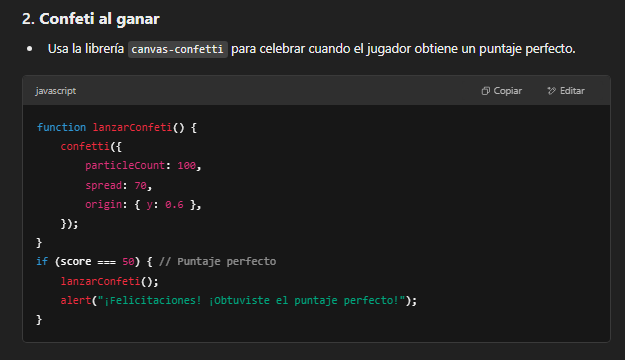 2. Confeti al ganar
• Usa la librería canvas-confetti para celebrar cuando el jugador obtiene un puntaje perfecto.
javascript
Copiar
Editar
function lanzarConfeti() {
    confetti({
        particleCount: 100,
        spread: 70,
        origin: { y: 0.6 },
    });
}
if (score === 50) { // Puntaje perfecto
    lanzarConfeti();
    alert("¡Felicitaciones! ¡Obtuviste el puntaje perfecto!");
}